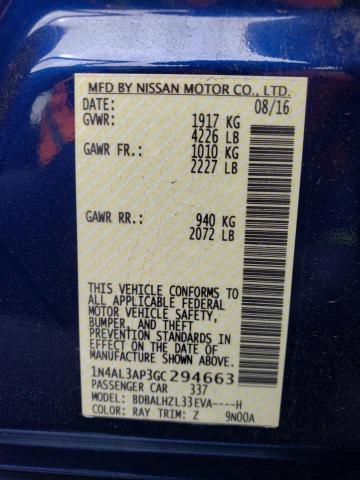 MFD BY NISSAN MOTOR CO., LTD.
DATE: 08/16
GVWR: 1917 KG
4226 LB
GAWR FR.: 1010 KG
2227 LB
GAWR RR.: 940 KG
2072 LB
THIS VEHICLE CONFORMS TO
ALL APPLICABLE FEDERAL
MOTOR VEHICLE SAFETY,
BUMPER, AND THEFT
PREVENTION STANDARDS IN
EFFECT ON THE DATE OF
MANUFACTURE SHOWN ABOVE.
1N4AL3AP3GC294663
PASSENGER CAR 337
MODEL: BDBALHZL33EVA----H
COLOR: RAY TRIM: Z 9N00A